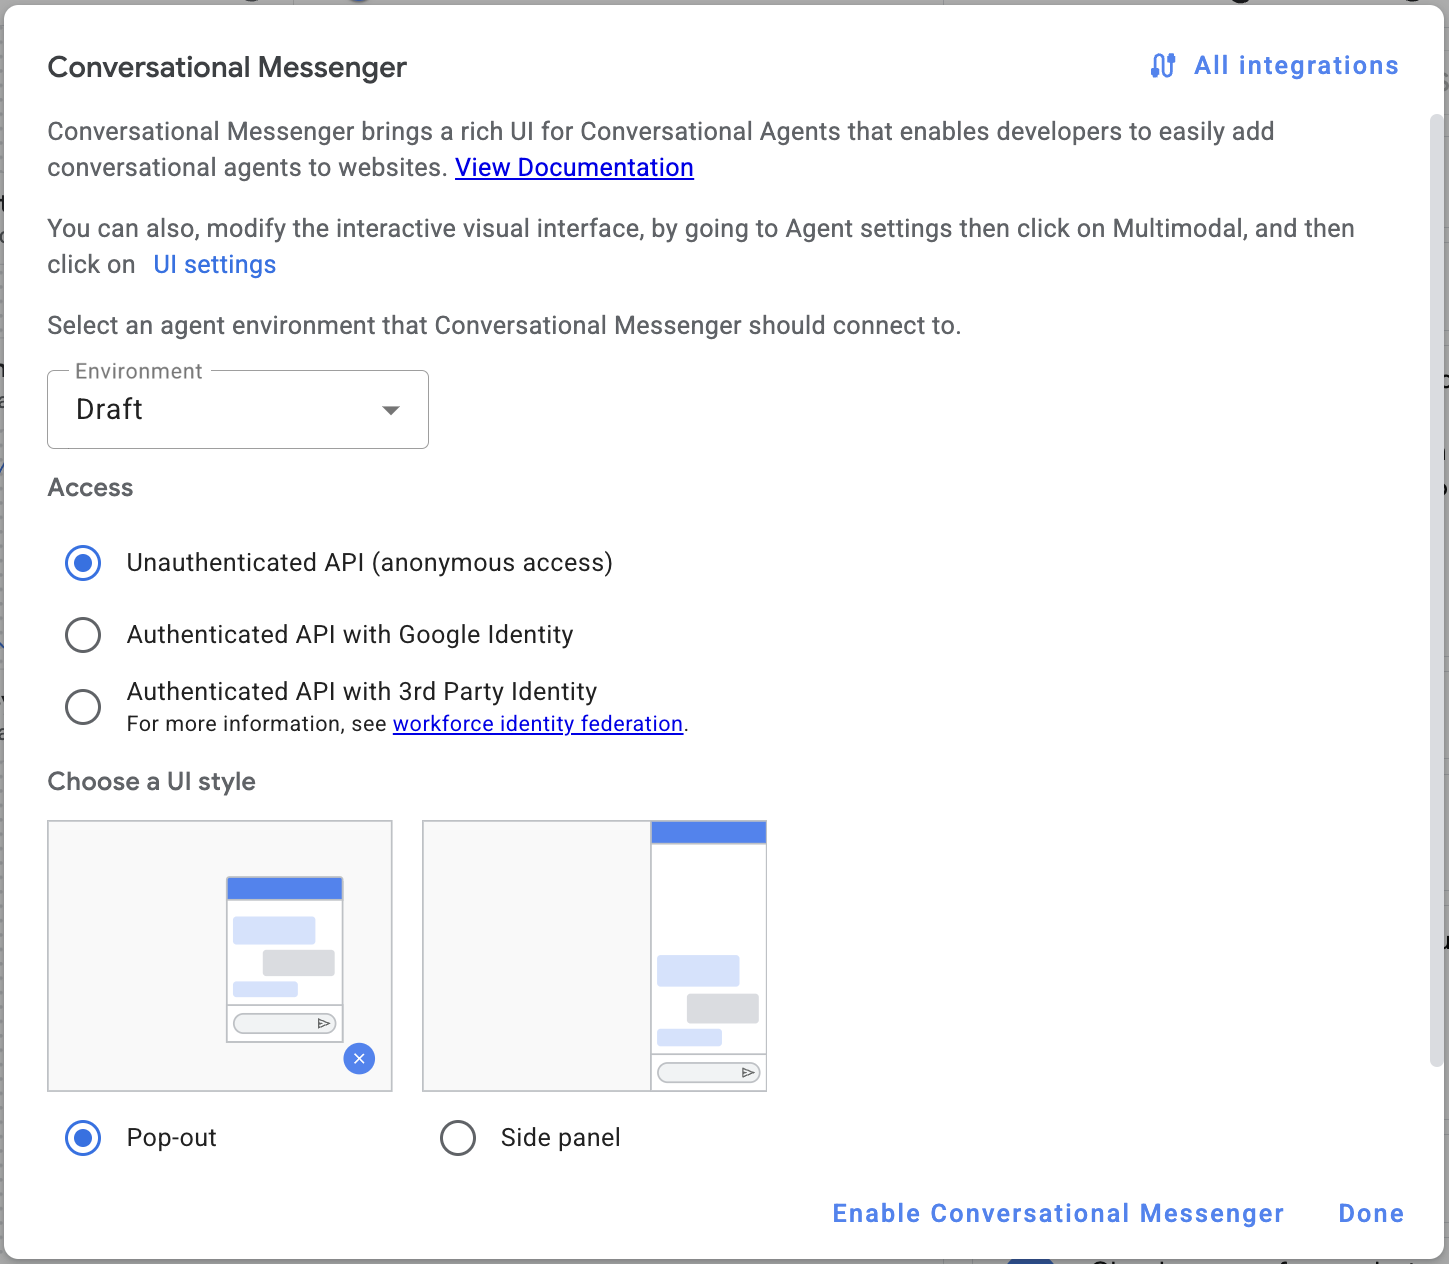 Conversational Messenger
All integrations
Conversational Messenger brings a rich UI for Conversational Agents that enables developers to easily add
conversational agents to websites. View Documentation
You can also, modify the interactive visual interface, by going to Agent settings then click on Multimodal, and then
click on UI settings
Select an agent environment that Conversational Messenger should connect to.
Environment
Draft
Access
Unauthenticated API (anonymous access)
Authenticated API with Google Identity
Authenticated API with 3rd Party Identity
For more information, see workforce identity federation.
Choose a UI style
Pop-out
Side panel
Enable Conversational Messenger
Done